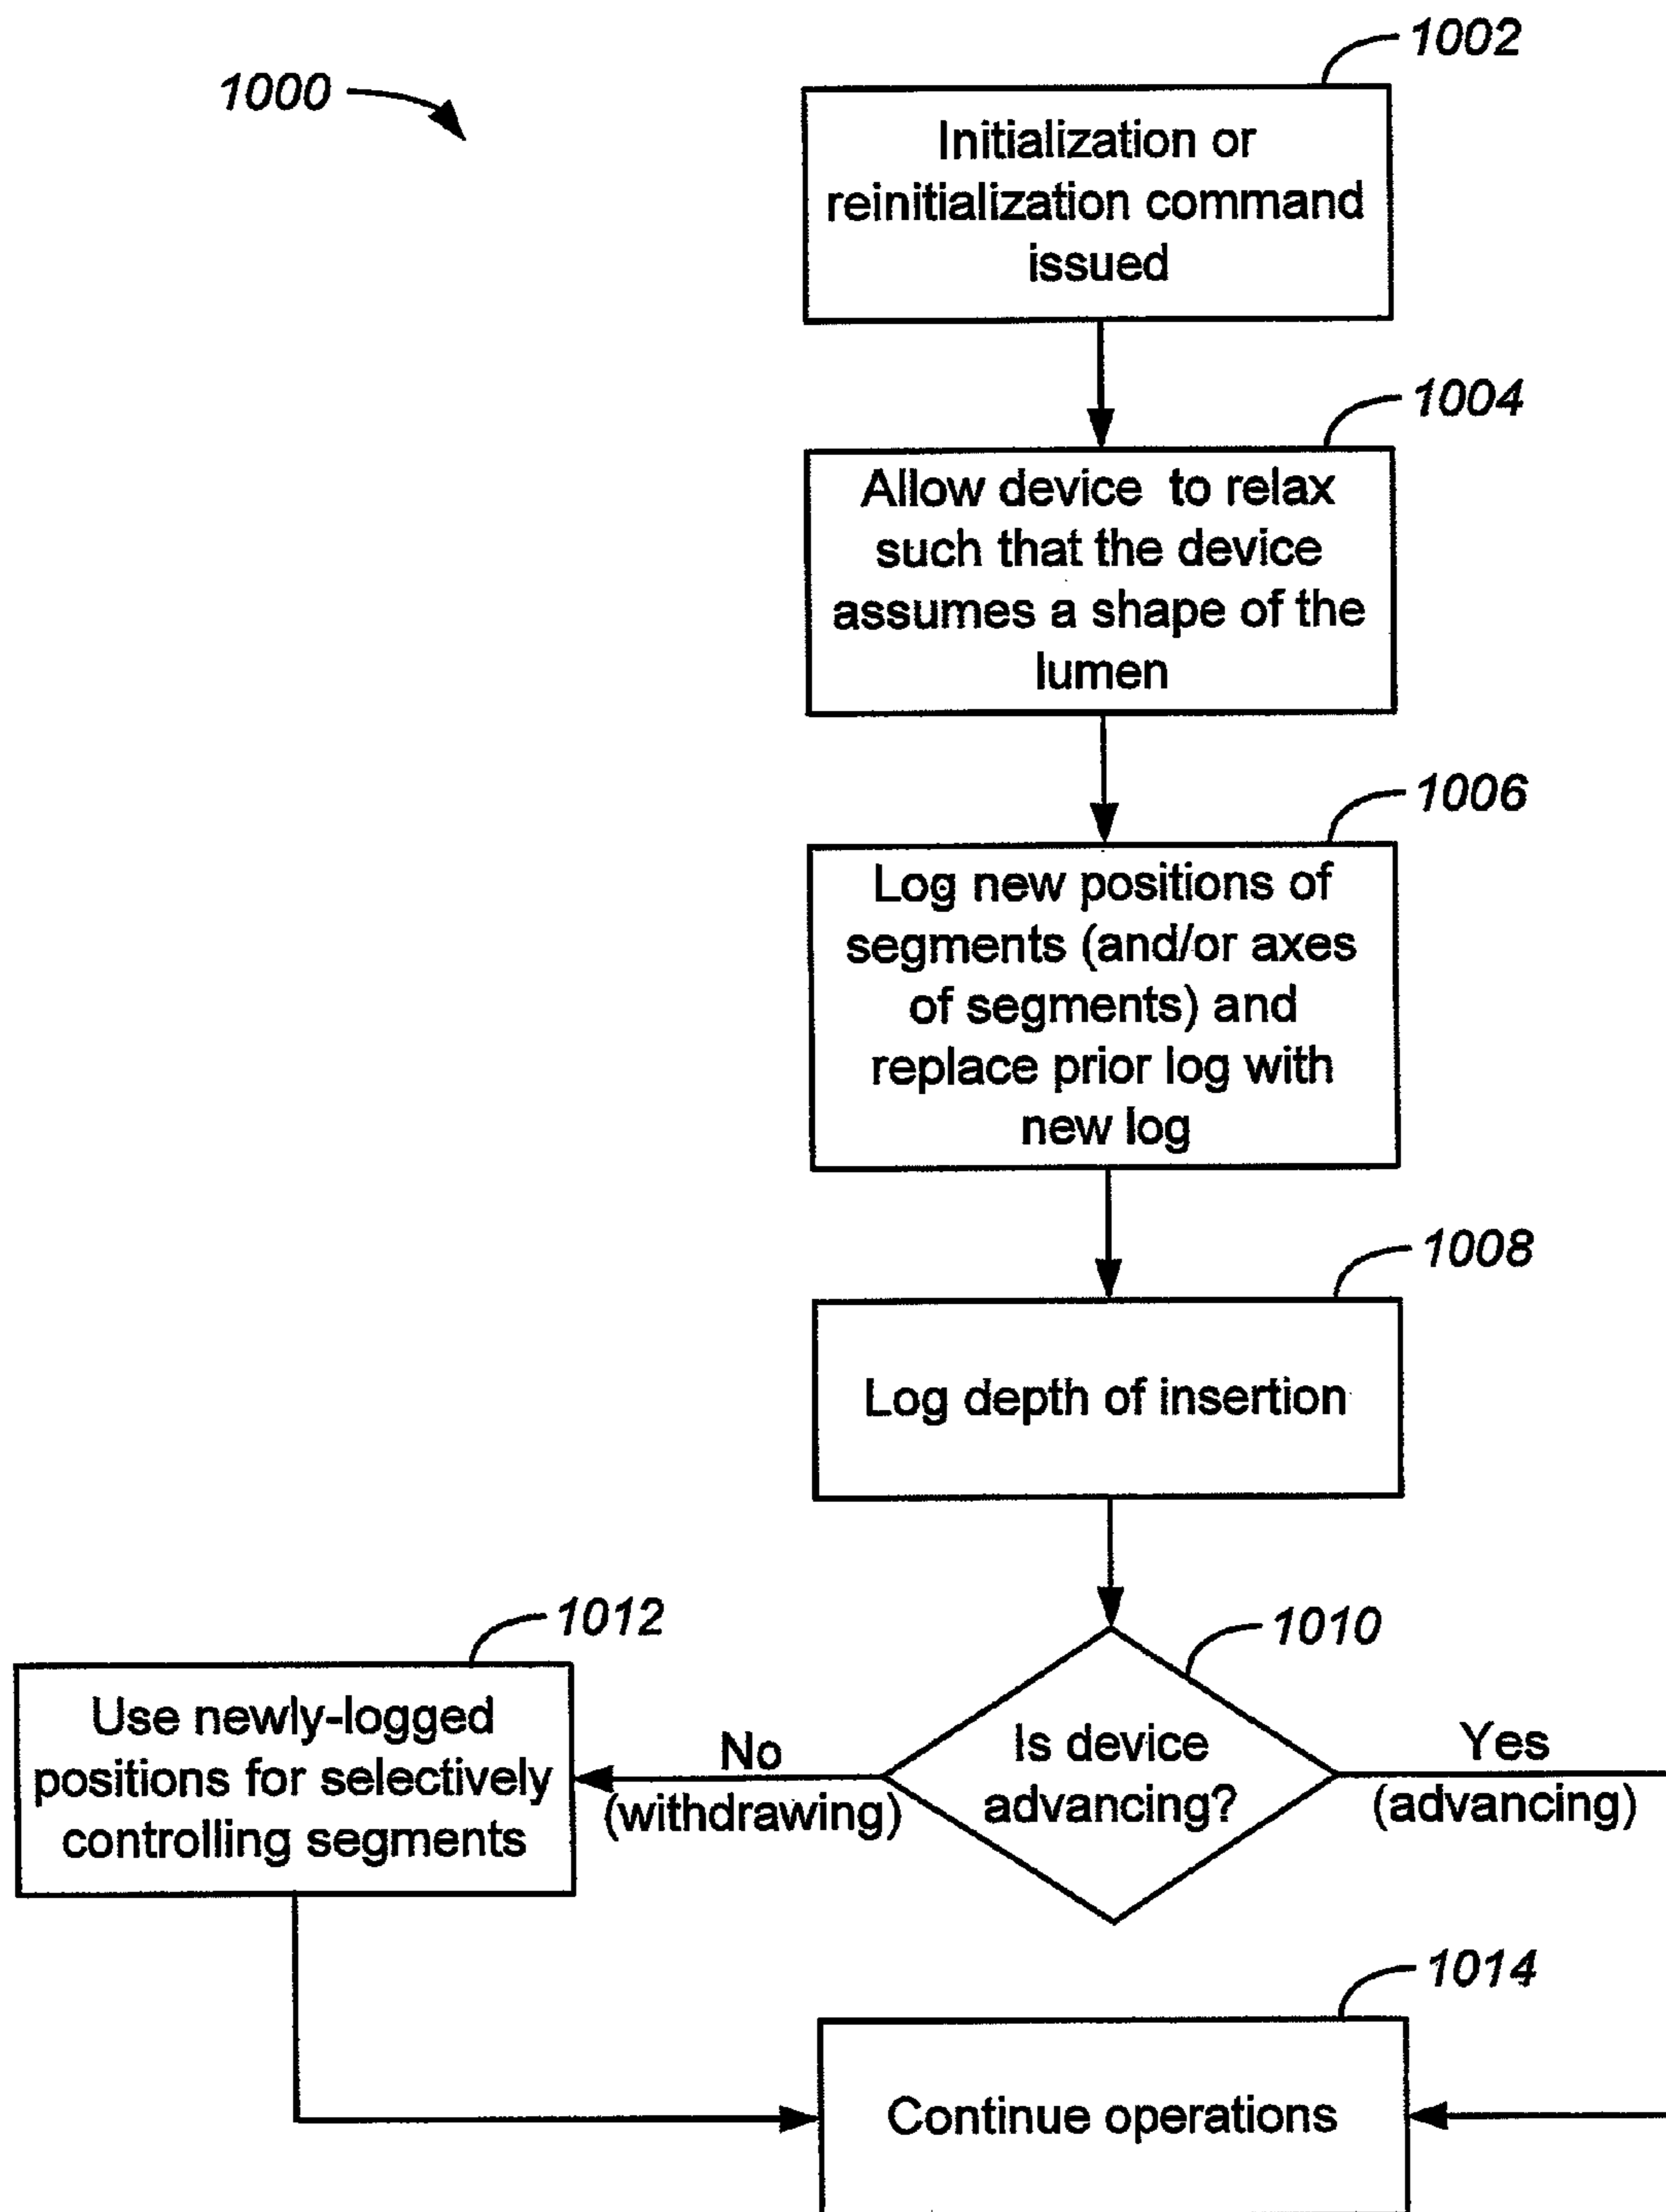 1000
1002
Initialization or
reinitialization command
issued
1004
Allow device to relax
such that the device
assumes a shape of the
lumen
1006
Log new positions of
segments (and/or axes
of segments) and
replace prior log with
new log
1008
Log depth of insertion
1010
Is device
advancing?
No
(withdrawing)
Yes
(advancing)
1012
Use newly-logged
positions for selectively
controlling segments
1014
Continue operations